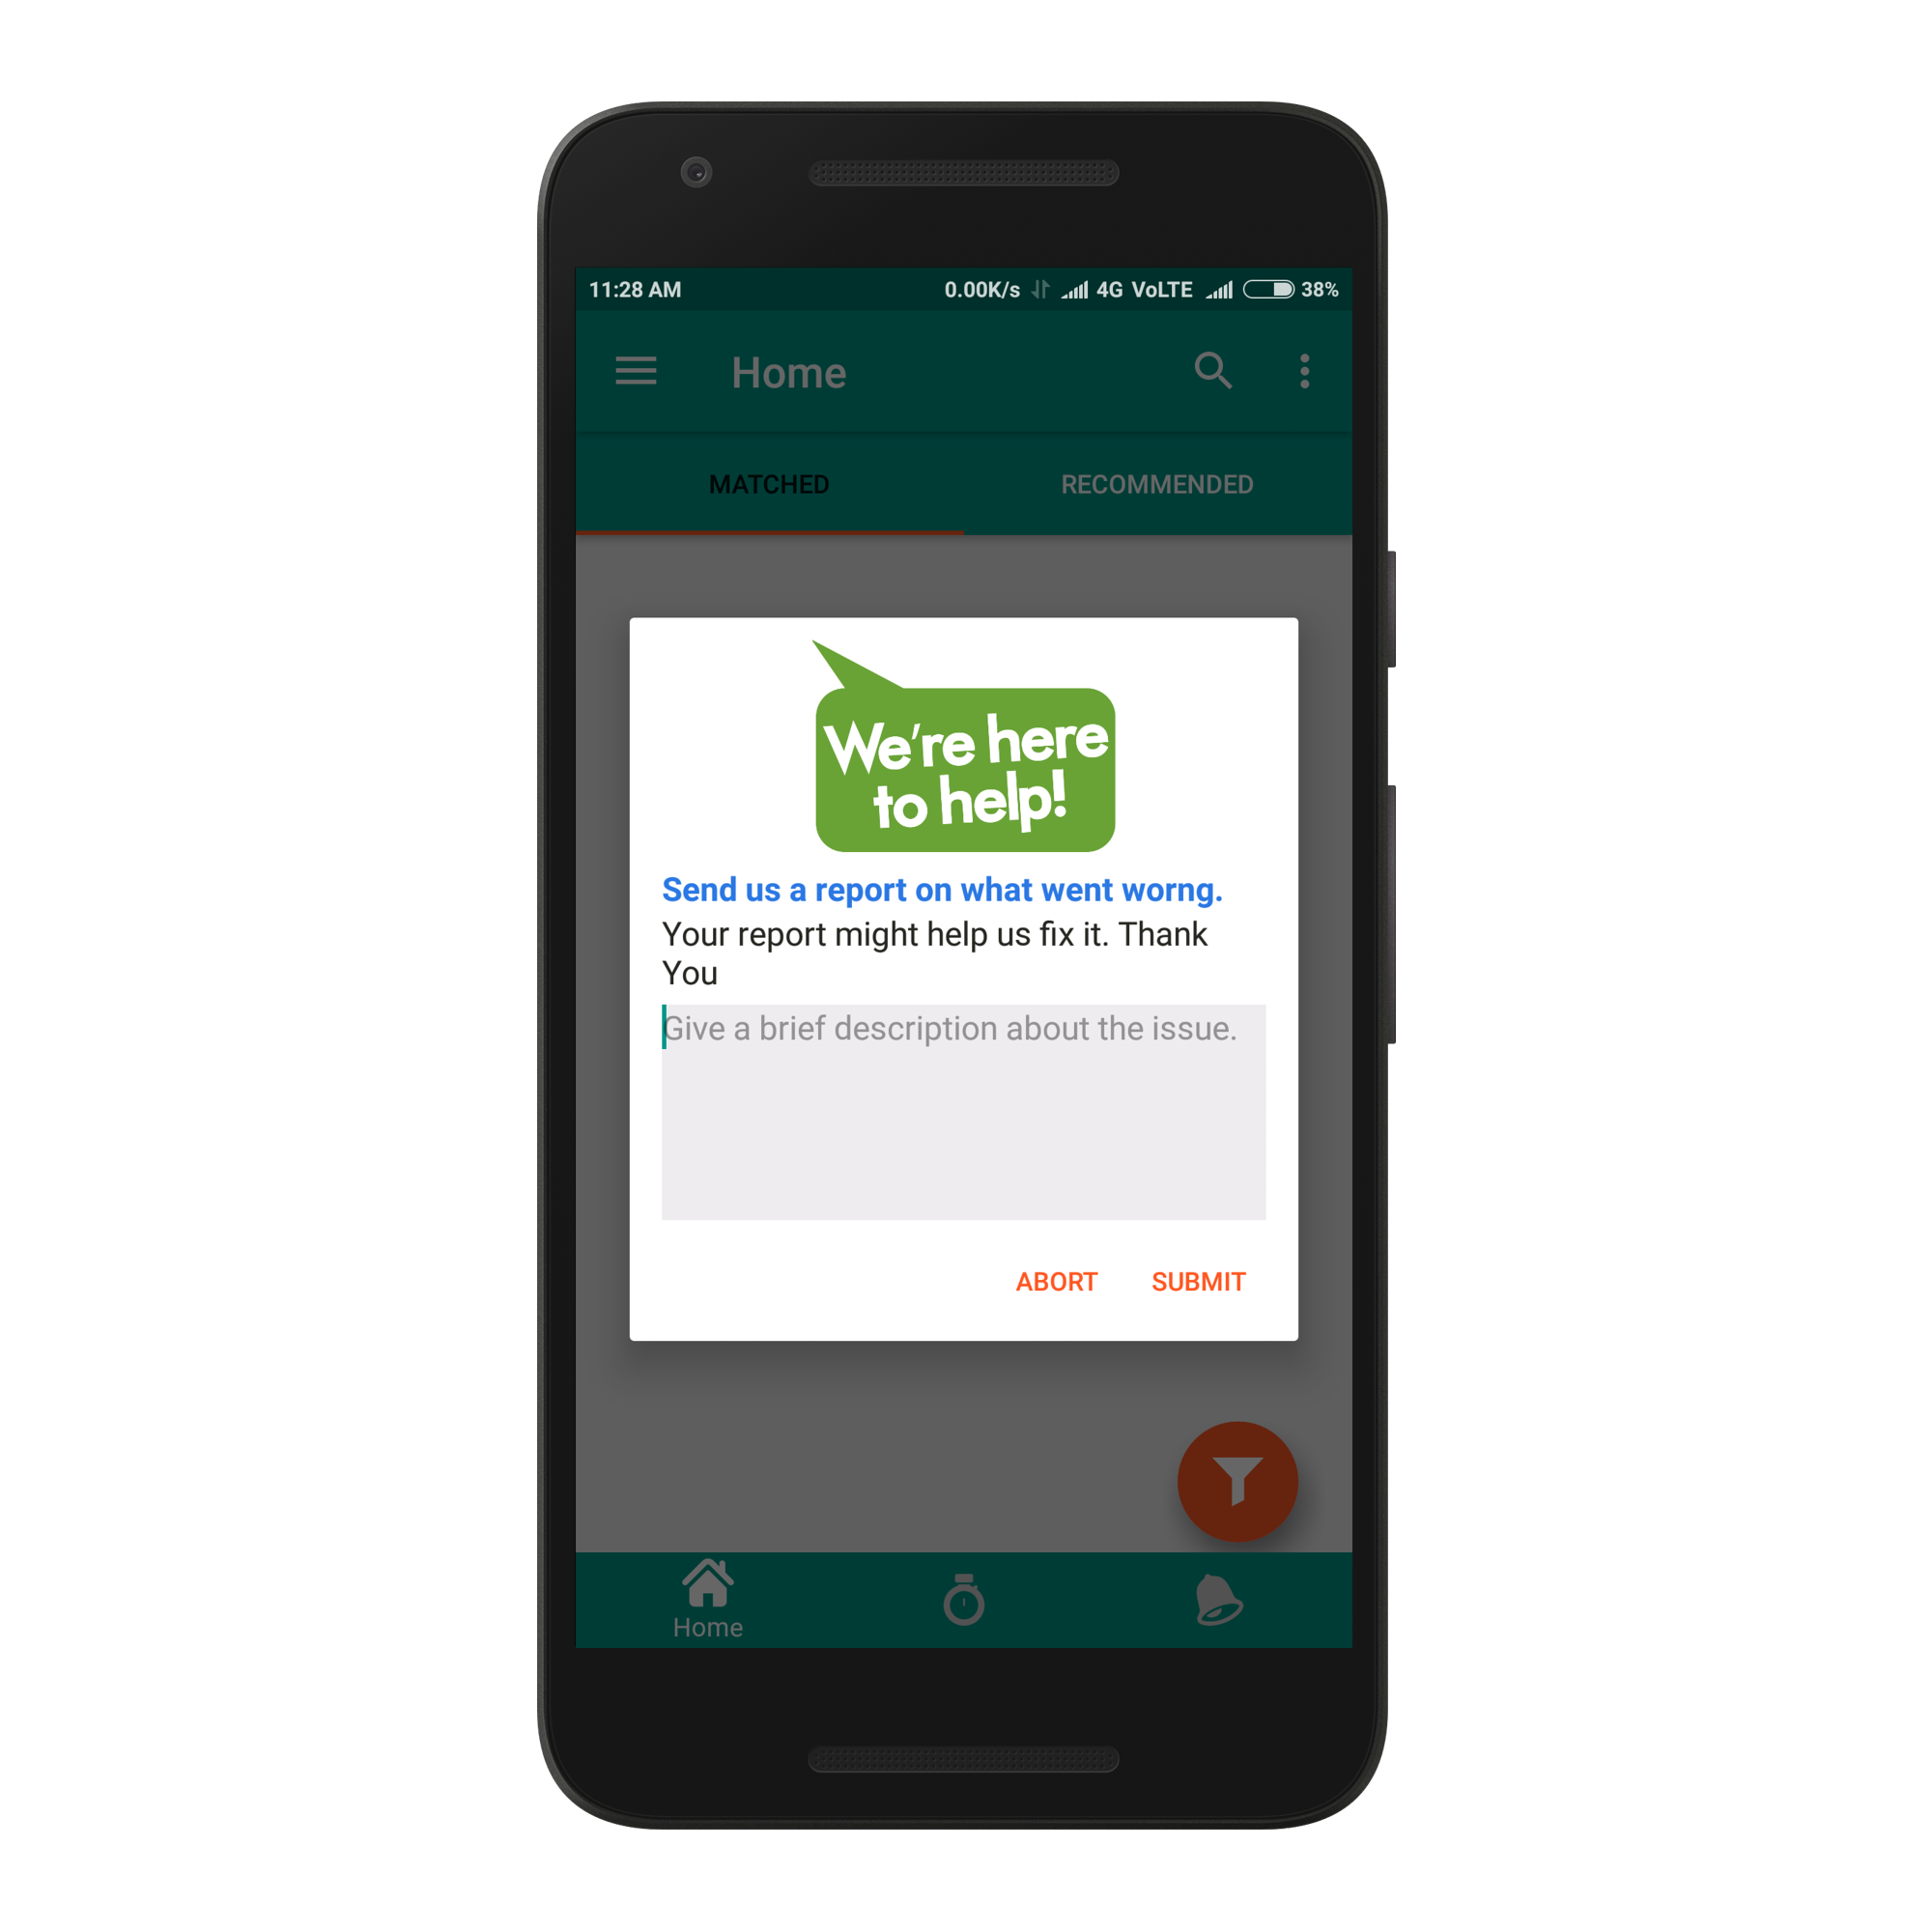 11:28 AM 0.00K/s 4G VoLTE 38%
Home
MATCHED RECOMMENDED
We're here
to help!
Send us a report on what went worng.
Your report might help us fix it. Thank
You
Give a brief description about the issue.
ABORT SUBMIT
Home